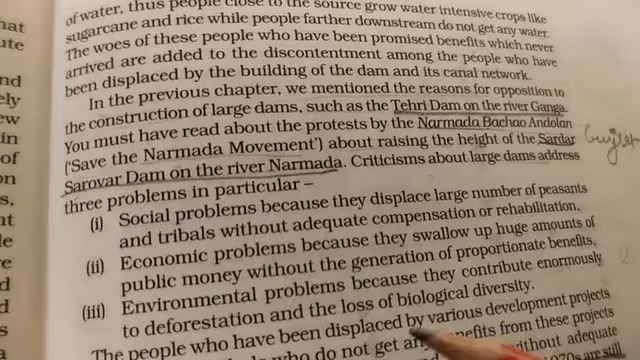 of water, thus people close to the source grow water intensive crops like
sugarcane and rice while people farther downstream do not get any water.
The woes of these people who have been promised benefits which never
arrived are added to the discontentment among the people who have
been displaced by the building of the dam and its canal network.
In the previous chapter, we mentioned the reasons for opposition to
the construction of large dams, such as the Tehri Dam on the river Ganga.
You must have read about the protests by the Narmada Bachao Andolan
('Save the Narmada Movement') about raising the height of the Sardar
Sarovar Dam on the river Narmada. Criticisms about large dams address
three problems in particular –
(i) Social problems because they displace large number of peasants
and tribals without adequate compensation or rehabilitation,
(ii) Economic problems because they swallow up huge amounts of
public money without the generation of proportionate benefits,
(iii) Environmental problems because they contribute enormously
to deforestation and the loss of biological diversity.
The people who have been displaced by various development projects
who do not get any benefits from these projects
without adequate
are still